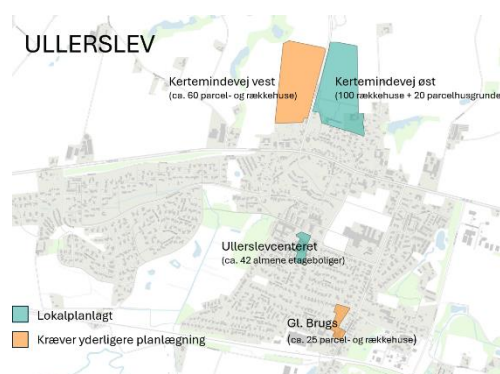 ULLERSLEV
Kertemindevej vest
(ca. 60 parcel- og rækkehuse)
Kertemindevej øst
(100 rækkehuse + 20 parcelhusgrunde
Ullerslevcenteret
(ca. 42 almene etageboliger)
Lokalplanlagt
Kræver yderligere planlægning
Gl. Brugs
(ca. 25 parcel- og rækkehuse)